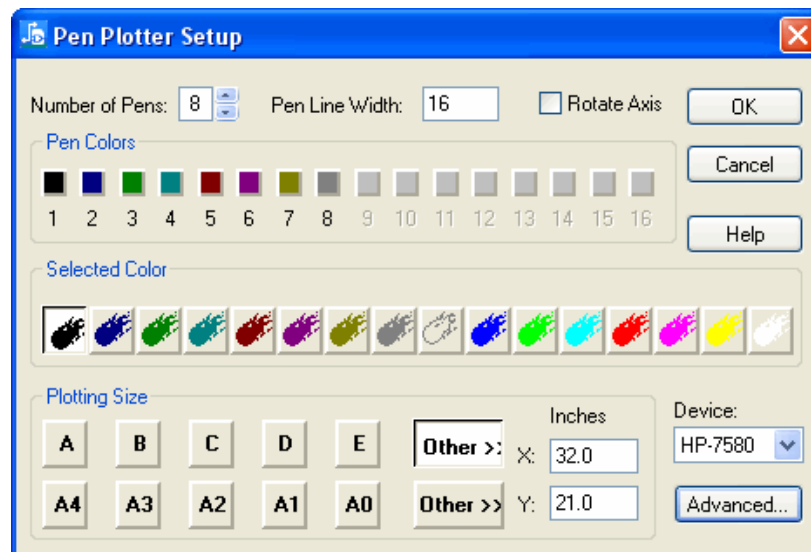 Pen Plotter Setup
Number of Pens: 8 Pen Line Width: 16 Rotate Axis OK
Pen Colors
Cancel
1 2 3 4 5 6 7 8 9 10 11 12 13 14 15 16
Help
Selected Color
Plotting Size
Inches Device:
A B C D E Other >> X: 32.0 HP-7580
A4 A3 A2 A1 A0 Other >> Y: 21.0 Advanced...